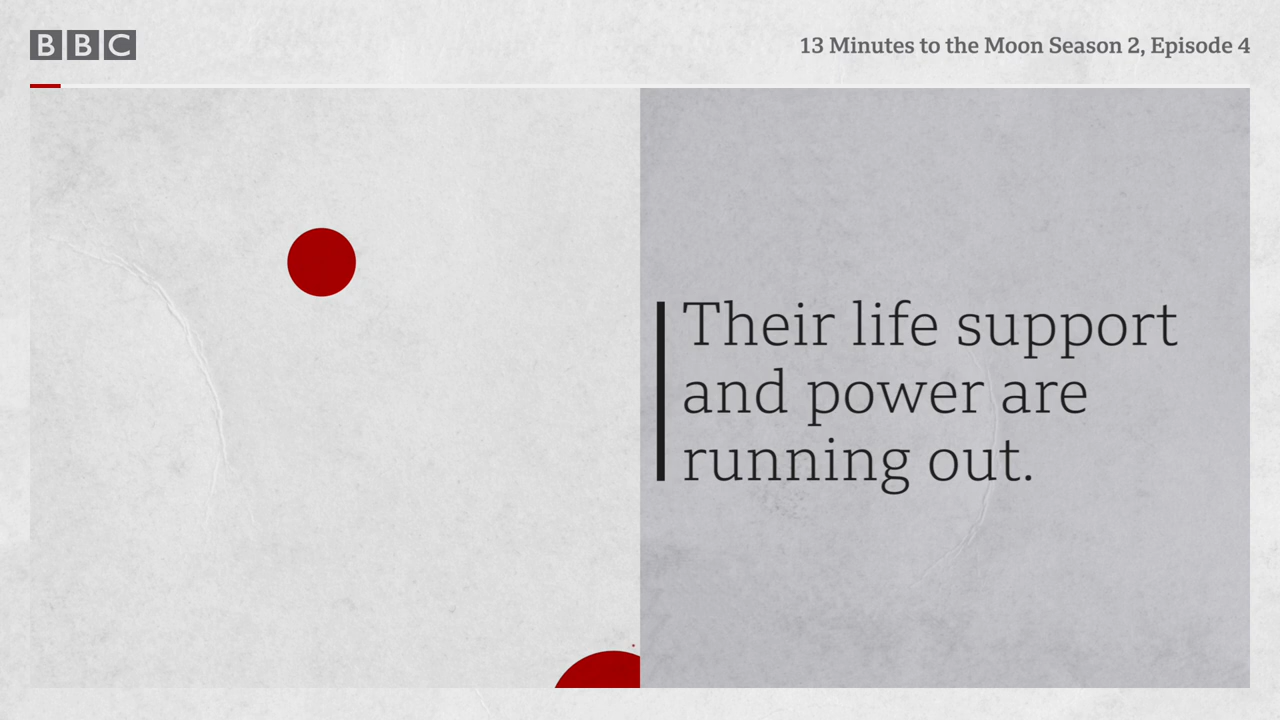 BBC
13 Minutes to the Moon Season 2, Episode 4
Their life support
and power are
running out.